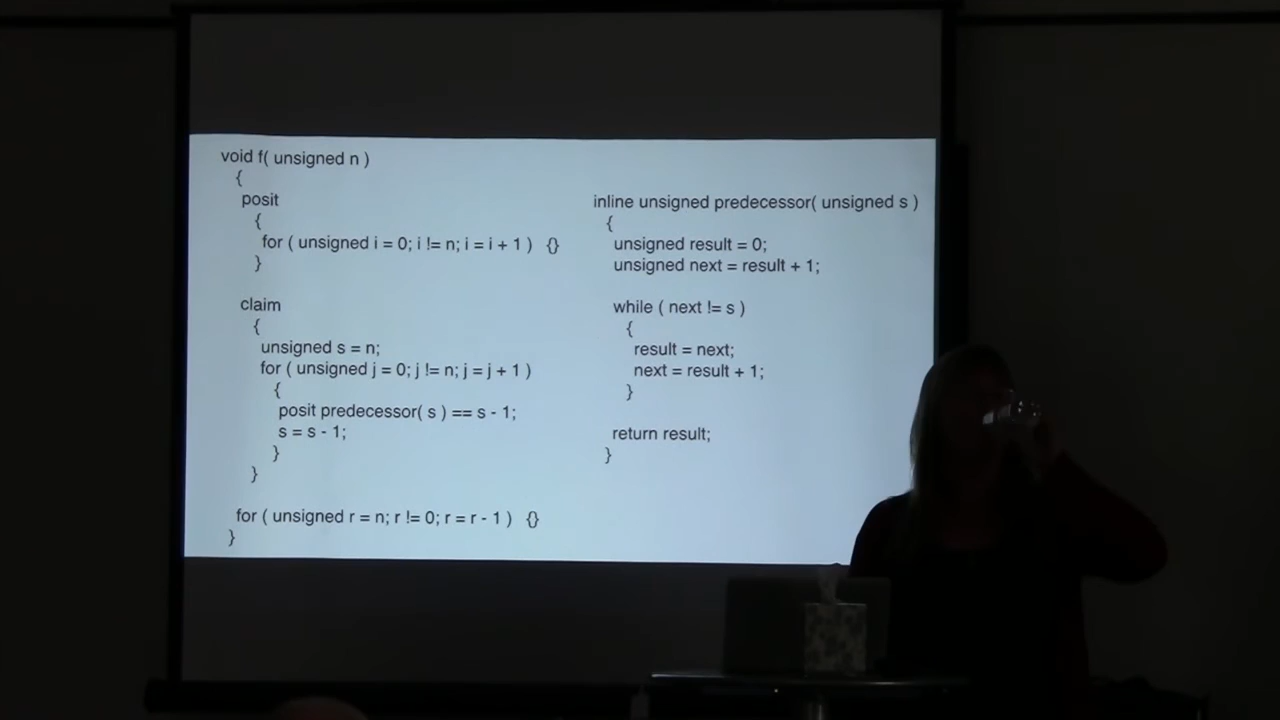 void f( unsigned n )
{
posit
{
for ( unsigned i = 0; i != n; i = i + 1 ) {}
}
claim
{
unsigned s = n;
for ( unsigned j = 0; j != n; j = j + 1 )
{
posit predecessor( s ) == s - 1;
s = s - 1;
}
}
for ( unsigned r = n; r != 0; r = r - 1 ) {}
}
inline unsigned predecessor( unsigned s )
{
unsigned result = 0;
unsigned next = result + 1;
while ( next != s )
{
result = next;
next = result + 1;
}
return result;
}